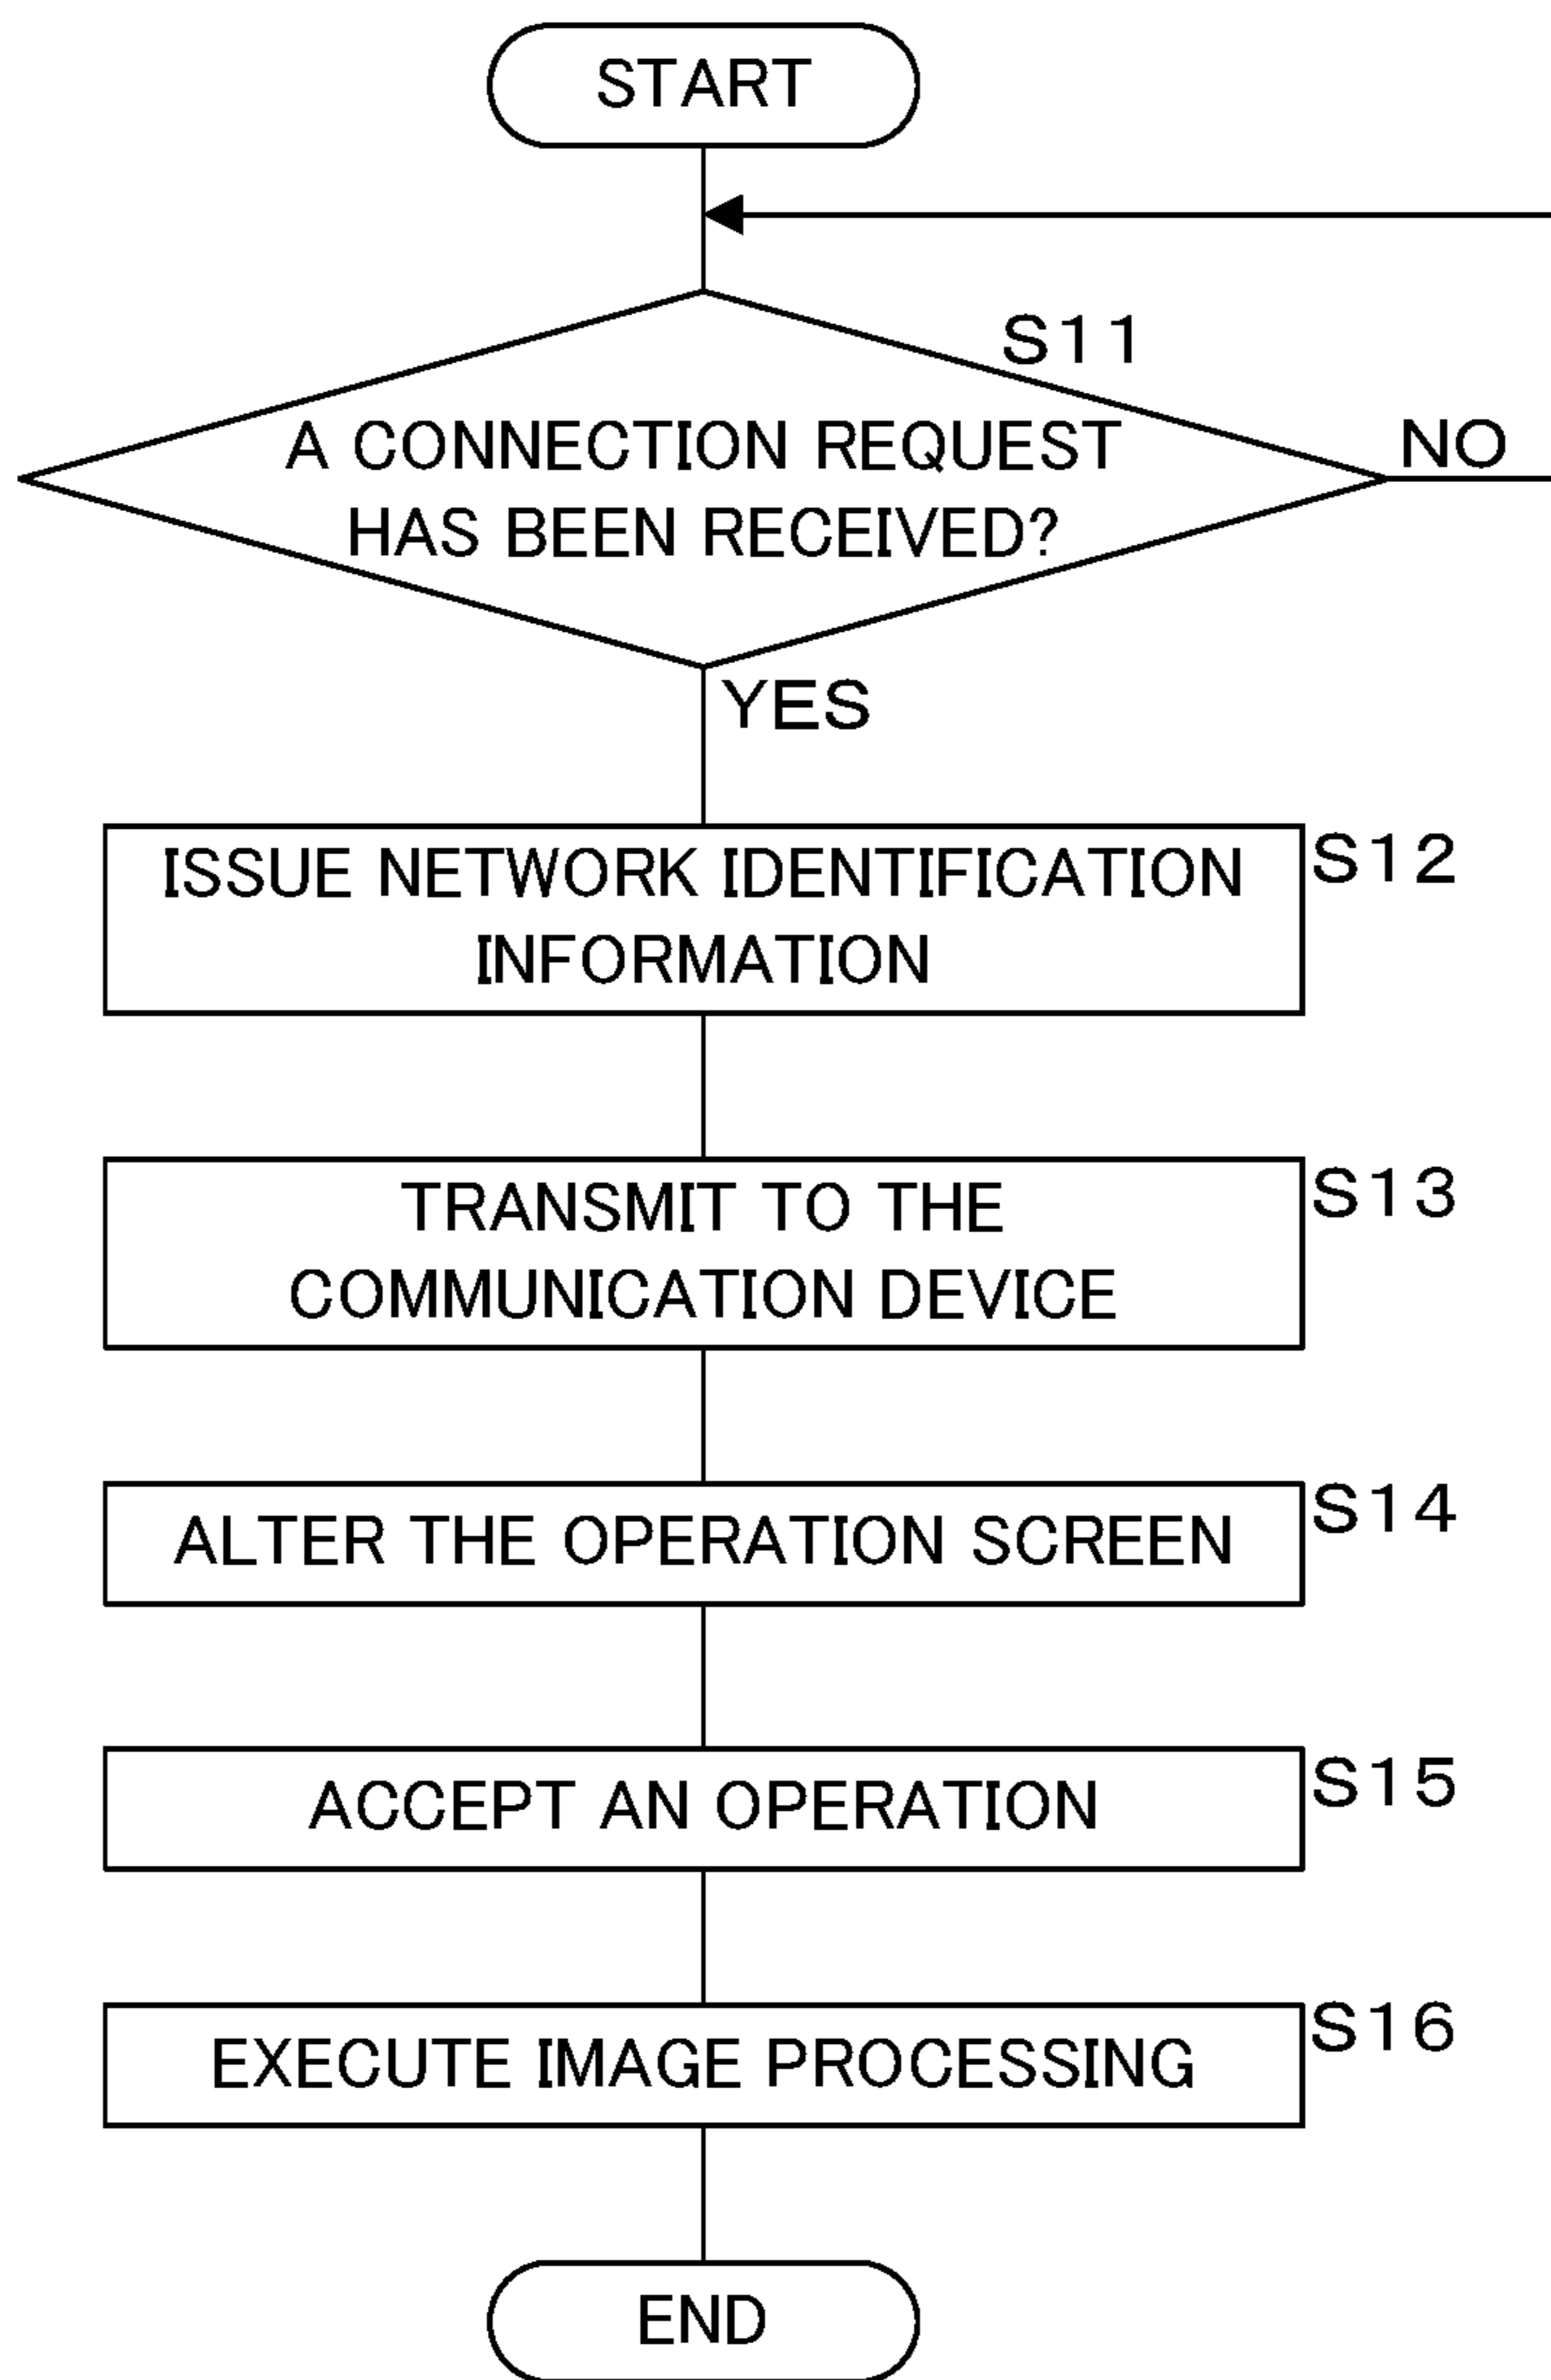 START
S11
A CONNECTION REQUEST
HAS BEEN RECEIVED?
NO
YES
ISSUE NETWORK IDENTIFICATION
INFORMATION
S12
TRANSMIT TO THE
COMMUNICATION DEVICE
S13
ALTER THE OPERATION SCREEN
S14
ACCEPT AN OPERATION
S15
EXECUTE IMAGE PROCESSING
S16
END